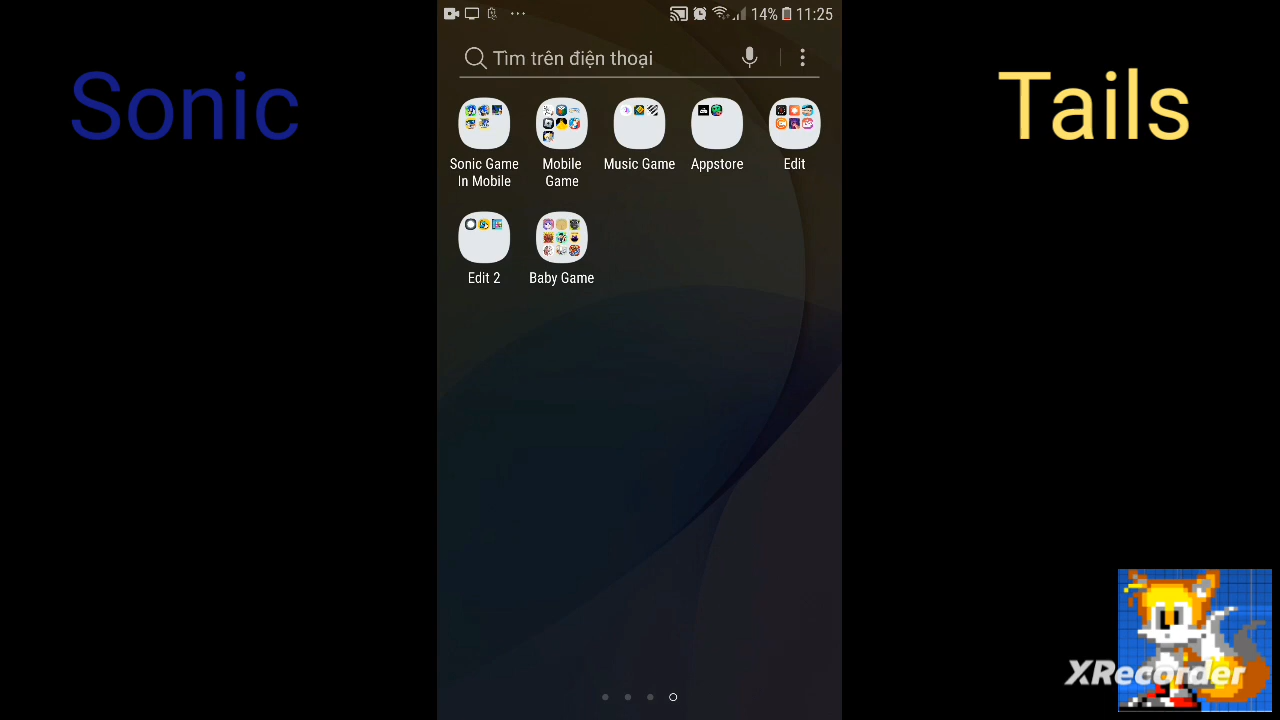 14% 11:25
Sonic
Tails
Tìm trên điện thoại
Sonic Game
In Mobile
Mobile
Game
Music Game
Appstore
Edit
Edit 2
Baby Game
XRecorder